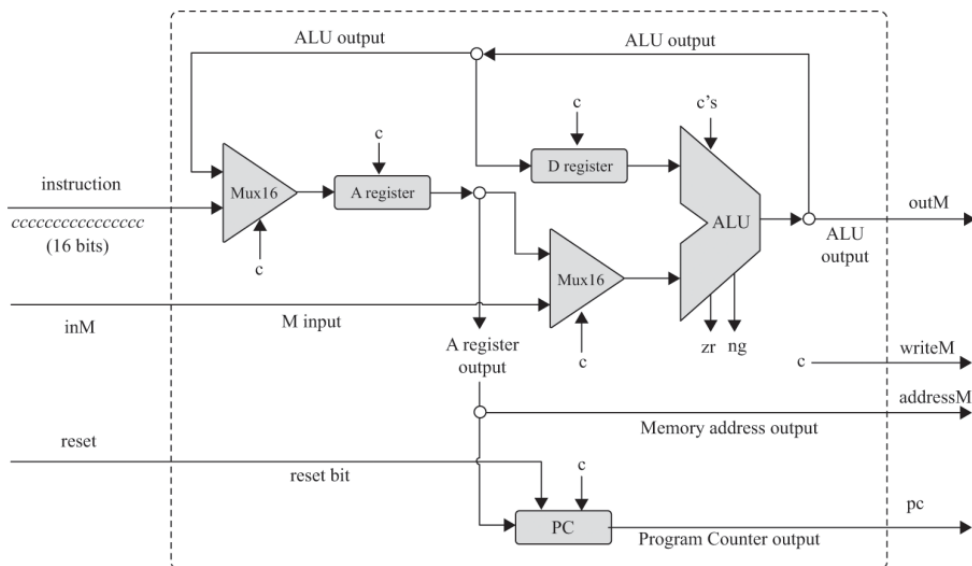 ALU output
ALU output
c
c
c's
instruction
Mux16
A register
D register
cccccccccccccccc
(16 bits)
c
ALU
outM
ALU
output
Mux16
inM
M input
c
zr
ng
A register
output
c
writeM
addressM
Memory address output
reset
reset bit
c
PC
pc
Program Counter output